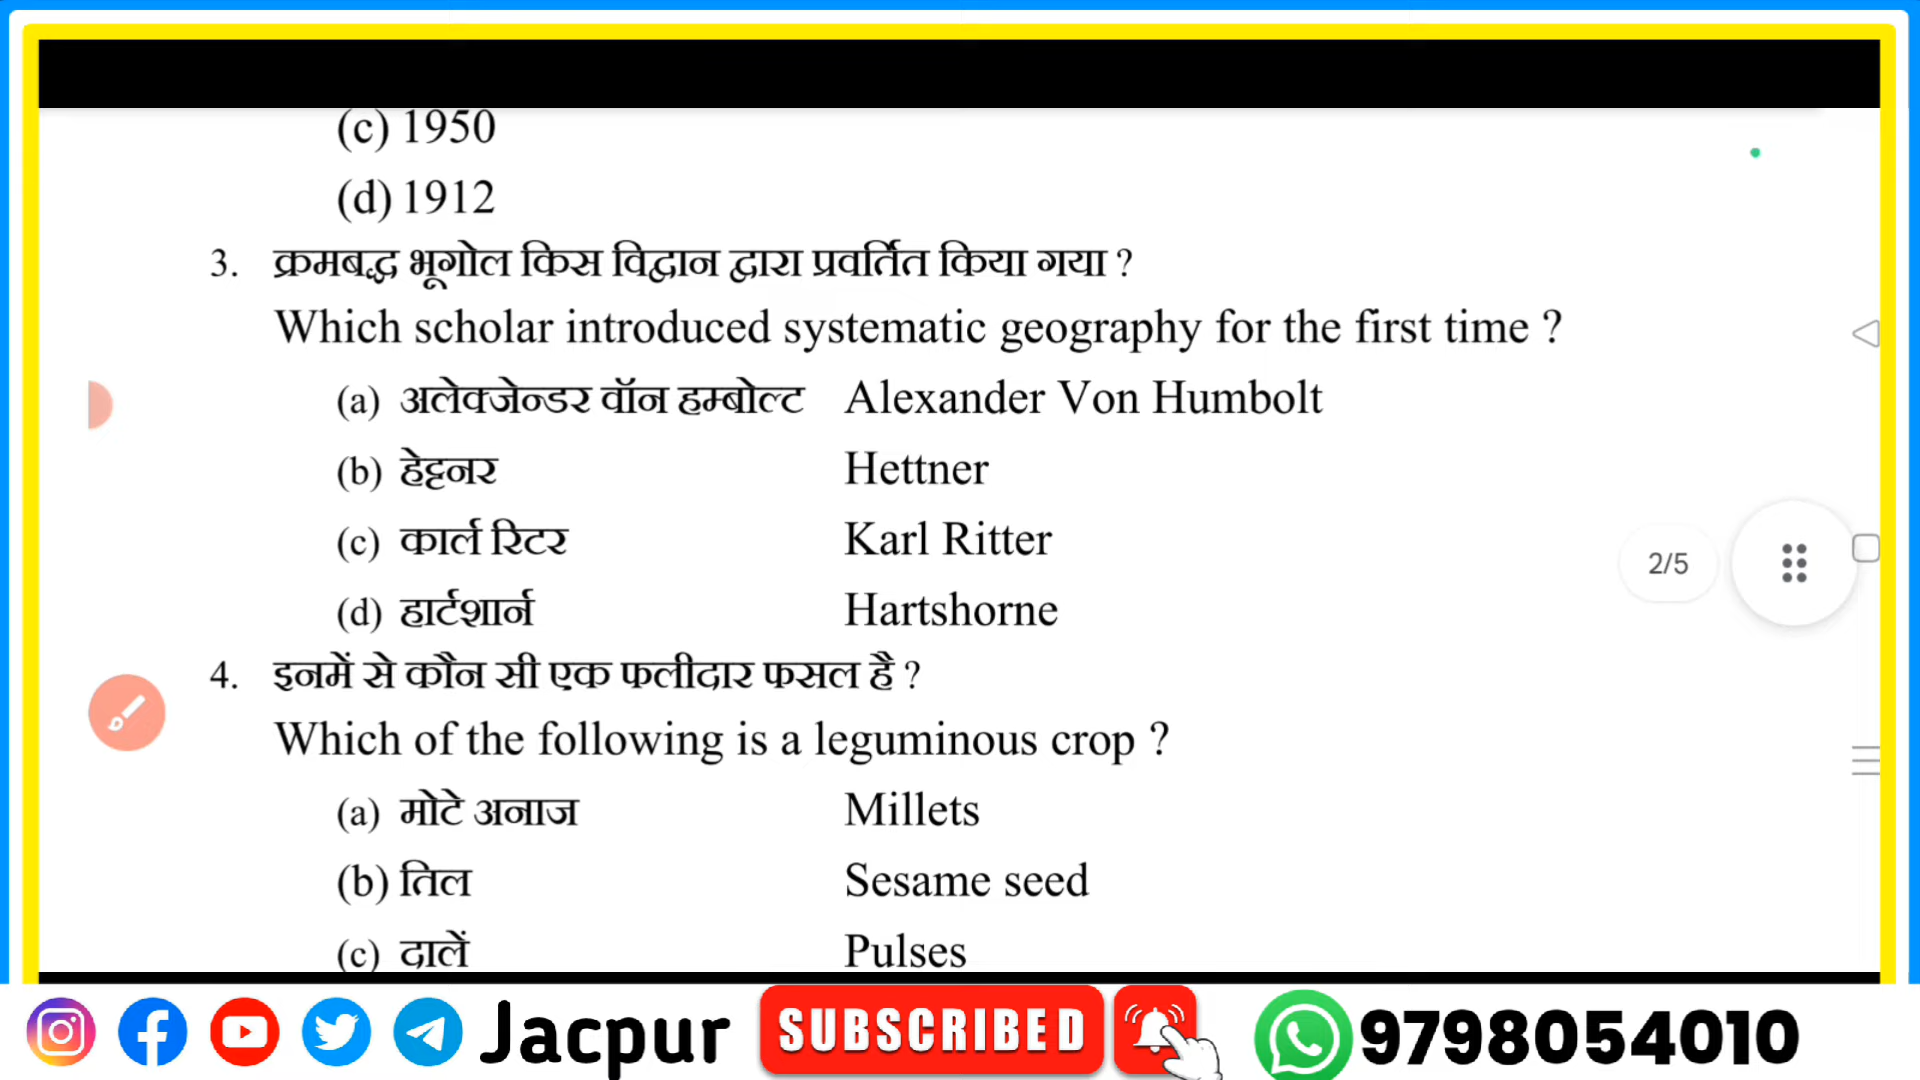 (c) 1950
(d) 1912
3. क्रमबद्ध भूगोल किस विद्वान द्वारा प्रवर्तित किया गया ?
Which scholar introduced systematic geography for the first time ?
(a) अलेक्जेन्डर वॉन हम्बोल्ट Alexander Von Humbolt
(b) हेट्टनर Hettner
(c) कार्ल रिटर Karl Ritter
(d) हार्टशार्न Hartshorne
2/5
4. इनमें से कौन सी एक फलीदार फसल है ?
Which of the following is a leguminous crop ?
(a) मोटे अनाज Millets
(b) तिल Sesame seed
(c) दालें Pulses
Jacpur SUBSCRIBED 9798054010